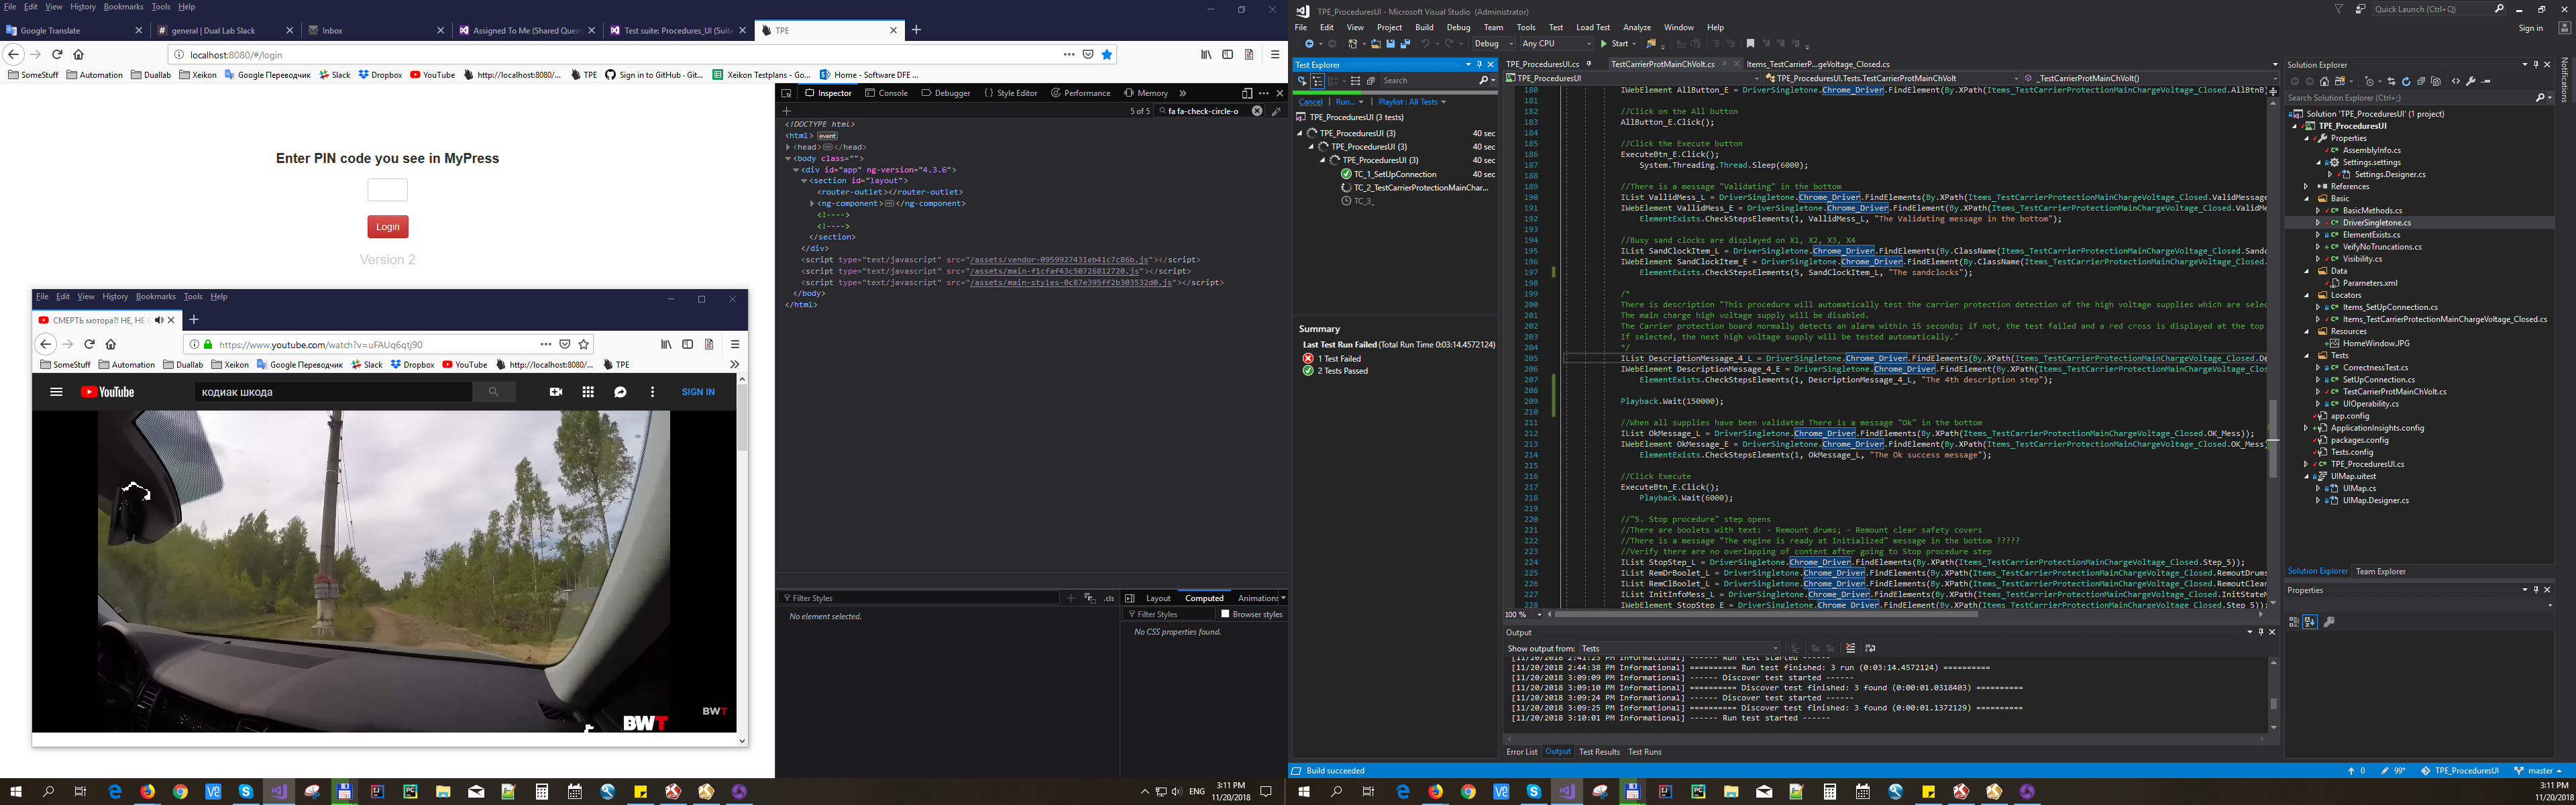 File Edit View History Bookmarks Tools Help
Google Translate
general | Dual Lab Slack
Inbox
Assigned To Me (Shared Query
Test suite: Procedures_UI (Suite
TPE
localhost:8080/#/login
SomeStuff Automation Duallab Xeikon Google Переводчик Slack Dropbox YouTube http://localhost:8080/... TPE Sign in to GitHub · Git... Xeikon Testplans - Go... Home - Software DFE ...
Enter PIN code you see in MyPress
Login
Version 2
Inspector Console Debugger Style Editor Performance Memory
5 of 5 fa fa-check-circle-o
<!DOCTYPE html>
<html> event
<head></head>
<body class="">
<div id="app" ng-version="4.3.6">
<section id="layout">
<router-outlet></router-outlet>
<ng-component></ng-component>
<!---->
<!---->
</section>
</div>
<script type="text/javascript" src="/assets/vendor-0959927431eb41c7c86b.js"></script>
<script type="text/javascript" src="/assets/main-f1cfaf43c50726812720.js"></script>
<script type="text/javascript" src="/assets/main-styles-0c87e395ff2b303532d0.js"></script>
</body>
</html>
Filter Styles .cls
No element selected.
Layout Computed Animations
Filter Styles Browser styles
No CSS properties found.
File Edit View History Bookmarks Tools Help
СМЕРТЬ мотора?! НЕ, НЕ
https://www.youtube.com/watch?v=uFAUq6qtj90
SomeStuff Automation Duallab Xeikon Google Переводчик Slack Dropbox YouTube http://localhost:8080/... TPE
YouTube кодиак шкода SIGN IN
BWT
BWT
ENG
3:11 PM
11/20/2018
TPE_ProceduresUI - Microsoft Visual Studio (Administrator)
Quick Launch (Ctrl+Q)
File Edit View Project Build Debug Team Tools Test Load Test Analyze Window Help
Sign in
Debug Any CPU Start
Test Explorer
Search
Cancel | Run... | Playlist : All Tests
TPE_ProceduresUI (3 tests)
TPE_ProceduresUI (3) 40 sec
TPE_ProceduresUI (3) 40 sec
TPE_ProceduresUI (3) 40 sec
TC_1_SetUpConnection 40 sec
TC_2_TestCarrierProtectionMainChar...
TC_3_
Summary
Last Test Run Failed (Total Run Time 0:03:14.4572124)
1 Test Failed
2 Tests Passed
TPE_ProceduresUI.cs TestCarrierProtMainChVolt.cs Items_TestCarrierP...geVoltage_Closed.cs
TPE_ProceduresUI TPE_ProceduresUI.Tests.TestCarrierProtMainChVolt _TestCarrierProtMainChVolt()
180 IWebElement AllButton_E = DriverSingletone.Chrome_Driver.FindElement(By.XPath(Items_TestCarrierProtectionMainChargeVoltage_Closed.AllBtnB)
181
182 //Click on the All button
183 AllButton_E.Click();
184
185 //Click the Execute button
186 ExecuteBtn_E.Click();
187 System.Threading.Thread.Sleep(6000);
188
189 //There is a message "Validating" in the bottom
190 IList VallidMess_L = DriverSingletone.Chrome_Driver.FindElements(By.XPath(Items_TestCarrierProtectionMainChargeVoltage_Closed.ValidMessage
191 IWebElement VallidMess_E = DriverSingletone.Chrome_Driver.FindElement(By.XPath(Items_TestCarrierProtectionMainChargeVoltage_Closed.ValidMe
192 ElementExists.CheckStepsElements(1, VallidMess_L, "The Validating message in the bottom");
193
194 //Busy sand clocks are displayed on X1, X2, X3, X4
195 IList SandClockItem_L = DriverSingletone.Chrome_Driver.FindElements(By.ClassName(Items_TestCarrierProtectionMainChargeVoltage_Closed.Sandc
196 IWebElement SandClockItem_E = DriverSingletone.Chrome_Driver.FindElement(By.ClassName(Items_TestCarrierProtectionMainChargeVoltage_Closed.
197 ElementExists.CheckStepsElements(5, SandClockItem_L, "The sandclocks");
198
199 /*
200 There is description "This procedure will automatically test the carrier protection detection of the high voltage supplies which are selec
201 The main charge high voltage supply will be disabled.
202 The Carrier protection board normally detects an alarm within 15 seconds; if not, the test failed and a red cross is displayed at the top
203 If selected, the next high voltage supply will be tested automatically."
204 */
205 IList DescriptionMessage_4_L = DriverSingletone.Chrome_Driver.FindElements(By.XPath(Items_TestCarrierProtectionMainChargeVoltage_Closed.De
206 IWebElement DescriptionMessage_4_E = DriverSingletone.Chrome_Driver.FindElement(By.XPath(Items_TestCarrierProtectionMainChargeVoltage_Clos
207 ElementExists.CheckStepsElements(1, DescriptionMessage_4_L, "The 4th description step");
208
209 Playback.Wait(150000);
210
211 //When all supplies have been validated There is a message "Ok" in the bottom
212 IList OkMessage_L = DriverSingletone.Chrome_Driver.FindElements(By.XPath(Items_TestCarrierProtectionMainChargeVoltage_Closed.OK_Mess));
213 IWebElement OkMessage_E = DriverSingletone.Chrome_Driver.FindElement(By.XPath(Items_TestCarrierProtectionMainChargeVoltage_Closed.OK_Mess)
214 ElementExists.CheckStepsElements(1, OkMessage_L, "The Ok success message");
215
216 //Click Execute
217 ExecuteBtn_E.Click();
218 Playback.Wait(6000);
219
220 //"5. Stop procedure" step opens
221 //There are boolets with text: - Remount drums; - Remount clear safety covers
222 //There is a message "The engine is ready at Initialized" message in the bottom ?????
223 //Verify there are no overlapping of content after going to Stop procedure step
224 IList StopStep_L = DriverSingletone.Chrome_Driver.FindElements(By.XPath(Items_TestCarrierProtectionMainChargeVoltage_Closed.Step_5));
225 IList RemDrBoolet_L = DriverSingletone.Chrome_Driver.FindElements(By.XPath(Items_TestCarrierProtectionMainChargeVoltage_Closed.RemoutDrums
226 IList RemClBoolet_L = DriverSingletone.Chrome_Driver.FindElements(By.XPath(Items_TestCarrierProtectionMainChargeVoltage_Closed.RemoutClear
227 IList InitInfoMess_L = DriverSingletone.Chrome_Driver.FindElements(By.XPath(Items_TestCarrierProtectionMainChargeVoltage_Closed.InitStateM
228 IWebElement StopStep_E = DriverSingletone.Chrome_Driver.FindElement(By.XPath(Items_TestCarrierProtectionMainChargeVoltage_Closed.Step_5));
100 %
Output
Show output from: Tests
[11/20/2018 2:41:23 PM Informational] ------ Run test started ------
[11/20/2018 2:44:38 PM Informational] ========== Run test finished: 3 run (0:03:14.4572124) ==========
[11/20/2018 3:09:09 PM Informational] ------ Discover test started ------
[11/20/2018 3:09:10 PM Informational] ========== Discover test finished: 3 found (0:00:01.0318403) ==========
[11/20/2018 3:09:24 PM Informational] ------ Discover test started ------
[11/20/2018 3:09:25 PM Informational] ========== Discover test finished: 3 found (0:00:01.1372129) ==========
[11/20/2018 3:10:01 PM Informational] ------ Run test started ------
Error List Output Test Results Test Runs
Solution Explorer
Search Solution Explorer (Ctrl+;)
Solution 'TPE_ProceduresUI' (1 project)
TPE_ProceduresUI
Properties
AssemblyInfo.cs
Settings.settings
Settings.Designer.cs
References
Basic
BasicMethods.cs
DriverSingletone.cs
ElementExists.cs
VeifyNoTruncations.cs
Visibility.cs
Data
Parameters.xml
Locators
Items_SetUpConnection.cs
Items_TestCarrierProtectionMainChargeVoltage_Closed.cs
Resources
HomeWindow.JPG
Tests
CorrectnessTest.cs
SetUpConnection.cs
TestCarrierProtMainChVolt.cs
UIOperability.cs
app.config
ApplicationInsights.config
packages.config
Tests.config
TPE_ProceduresUI.cs
UIMap.uitest
UIMap.cs
UIMap.Designer.cs
Solution Explorer Team Explorer
Properties
Notifications
Build succeeded
0 99* TPE_ProceduresUI master
3:11 PM
11/20/2018